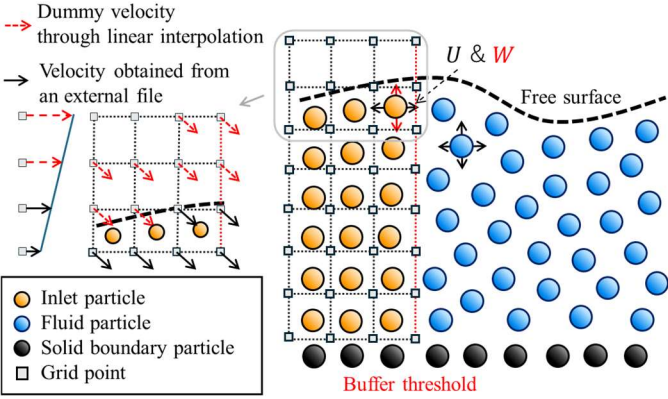 Dummy velocity
through linear interpolation
Velocity obtained from
an external file
U & W
Free surface
Inlet particle
Fluid particle
Solid boundary particle
Grid point
Buffer threshold